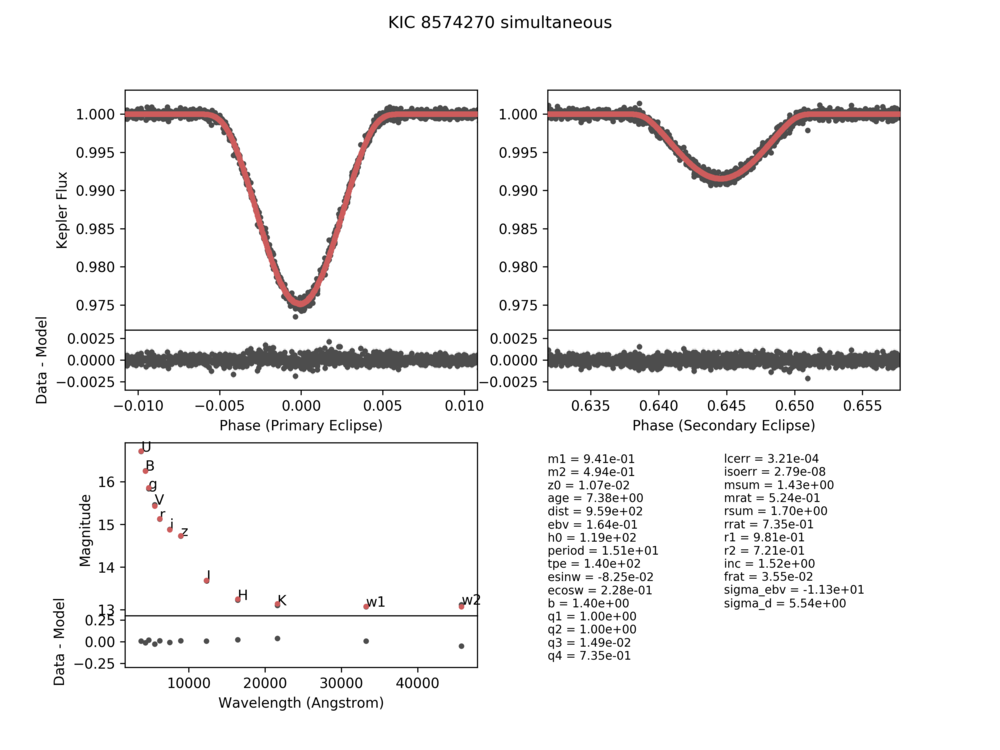 KIC 8574270 simultaneous
Kepler Flux
1.000
0.995
0.990
0.985
0.980
0.975
1.000
0.995
0.990
0.985
0.980
0.975
Data - Model
0.0025
0.0000
−0.0025
0.0025
0.0000
−0.0025
−0.010 −0.005 0.000 0.005 0.010
0.635 0.640 0.645 0.650 0.655
Phase (Primary Eclipse)
Phase (Secondary Eclipse)
Magnitude
16
15
14
13
U
B
g
V
r
i
z
J
H
K
w1
w2
Data - Model
0.25
0.00
−0.25
10000 20000 30000 40000
Wavelength (Angstrom)
m1 = 9.41e-01
m2 = 4.94e-01
z0 = 1.07e-02
age = 7.38e+00
dist = 9.59e+02
ebv = 1.64e-01
h0 = 1.19e+02
period = 1.51e+01
tpe = 1.40e+02
esinw = -8.25e-02
ecosw = 2.28e-01
b = 1.40e+00
q1 = 1.00e+00
q2 = 1.00e+00
q3 = 1.49e-02
q4 = 7.35e-01
lcerr = 3.21e-04
isoerr = 2.79e-08
msum = 1.43e+00
mrat = 5.24e-01
rsum = 1.70e+00
rrat = 7.35e-01
r1 = 9.81e-01
r2 = 7.21e-01
inc = 1.52e+00
frat = 3.55e-02
sigma_ebv = -1.13e+01
sigma_d = 5.54e+00